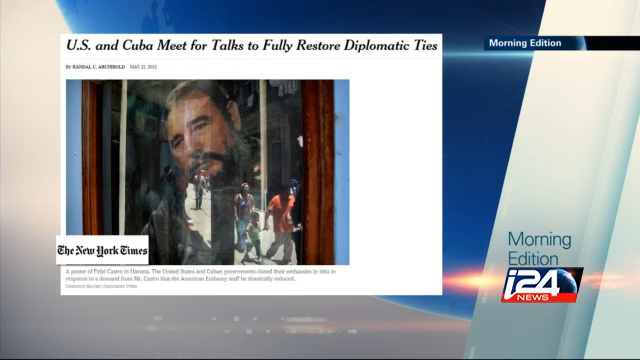 U.S. and Cuba Meet for Talks to Fully Restore Diplomatic Ties
Morning Edition
By RANDAL C. ARCHIBOLD MAY 21, 2015
The New York Times
A poster of Fidel Castro in Havana. The United States and Cuban governments closed their embassies in 1961 in
response to a demand from Mr. Castro that the American Embassy staff be drastically reduced.
Desmond Boylan/Associated Press
Morning
Edition
i24
NEWS